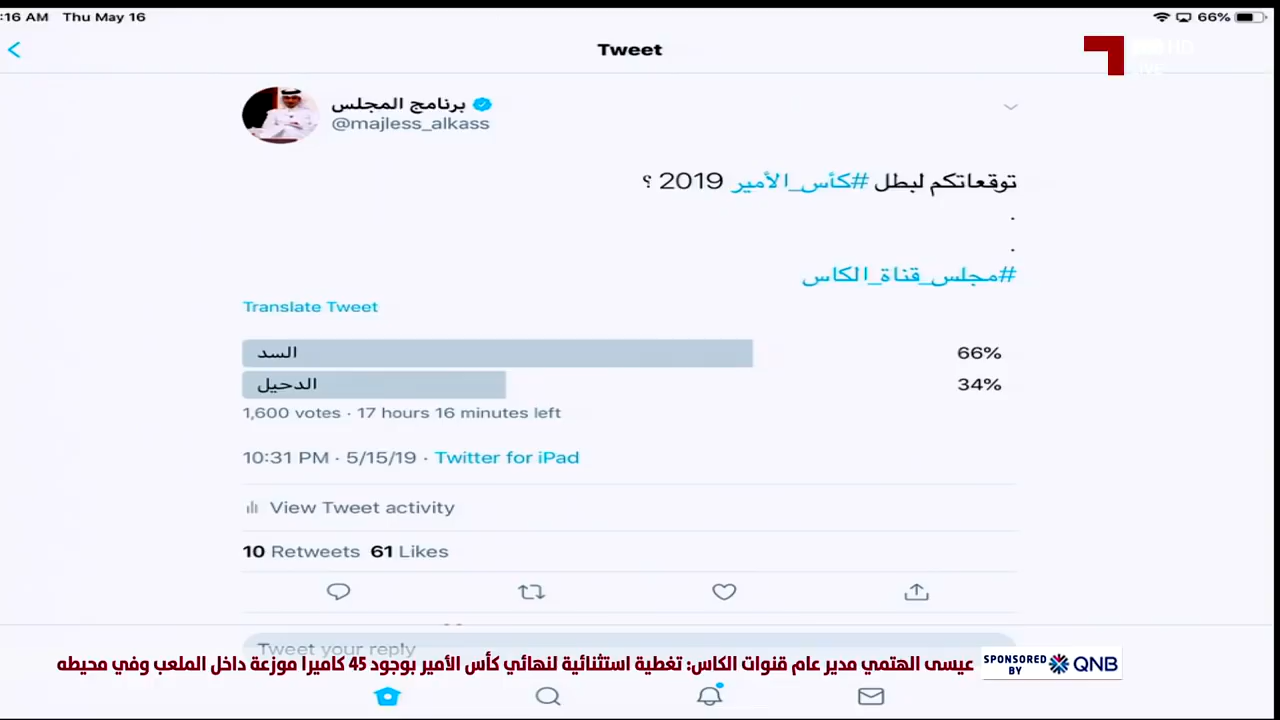 :16 AM Thu May 16
66%
Tweet
HD
LIVE
برنامج المجلس
@majless_alkass
توقعاتكم لبطل #كأس_الأمير 2019 ؟
.
.
#مجلس_قناة_الكاس
Translate Tweet
السد 66%
الدحيل 34%
1,600 votes · 17 hours 16 minutes left
10:31 PM · 5/15/19 · Twitter for iPad
View Tweet activity
10 Retweets 61 Likes
Tweet your reply
عيسى الهتمي مدير عام قنوات الكاس: تغطية استثنائية لنهائي كأس الأمير بوجود 45 كاميرا موزعة داخل الملعب وفي محيطه
SPONSORED BY QNB